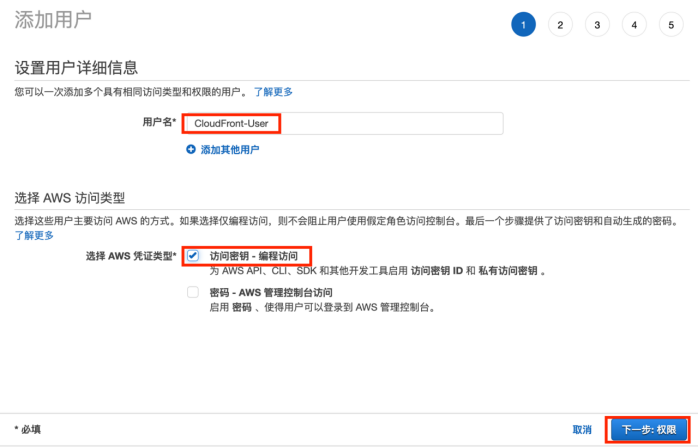 添加用户
1 2 3 4 5
设置用户详细信息
您可以一次添加多个具有相同访问类型和权限的用户。 了解更多
用户名* CloudFront-User
添加其他用户
选择 AWS 访问类型
选择这些用户主要访问 AWS 的方式。如果选择仅编程访问，则不会阻止用户使用假定角色访问控制台。最后一个步骤提供了访问密钥和自动生成的密码。
了解更多
选择 AWS 凭证类型* 访问密钥 - 编程访问
为 AWS API、CLI、SDK 和其他开发工具启用 访问密钥 ID 和 私有访问密钥 。
密码 - AWS 管理控制台访问
启用 密码 、使得用户可以登录到 AWS 管理控制台。
* 必填 取消 下一步: 权限